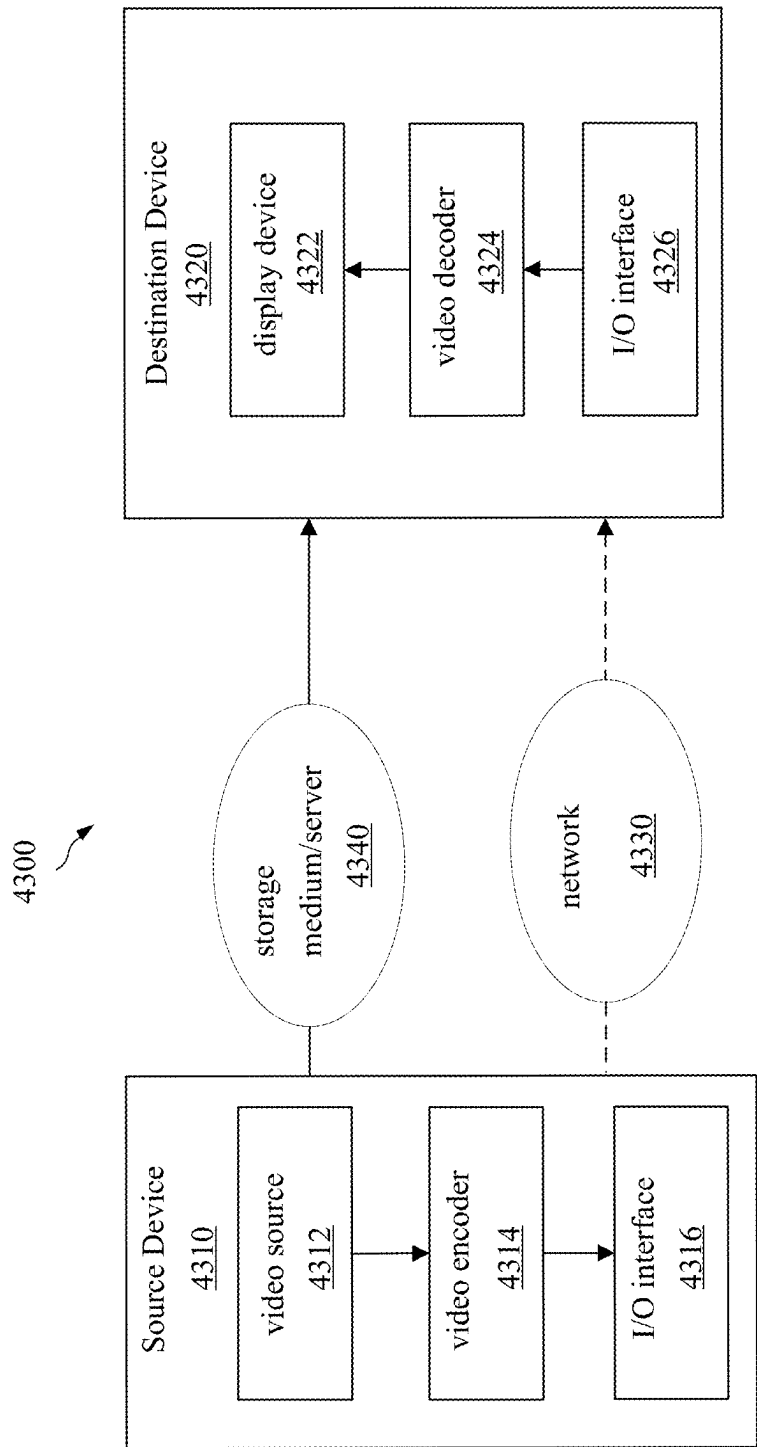 4300
Source Device
4310
video source
4312
video encoder
4314
I/O interface
4316
storage
medium/server
4340
network
4330
Destination Device
4320
display device
4322
video decoder
4324
I/O interface
4326